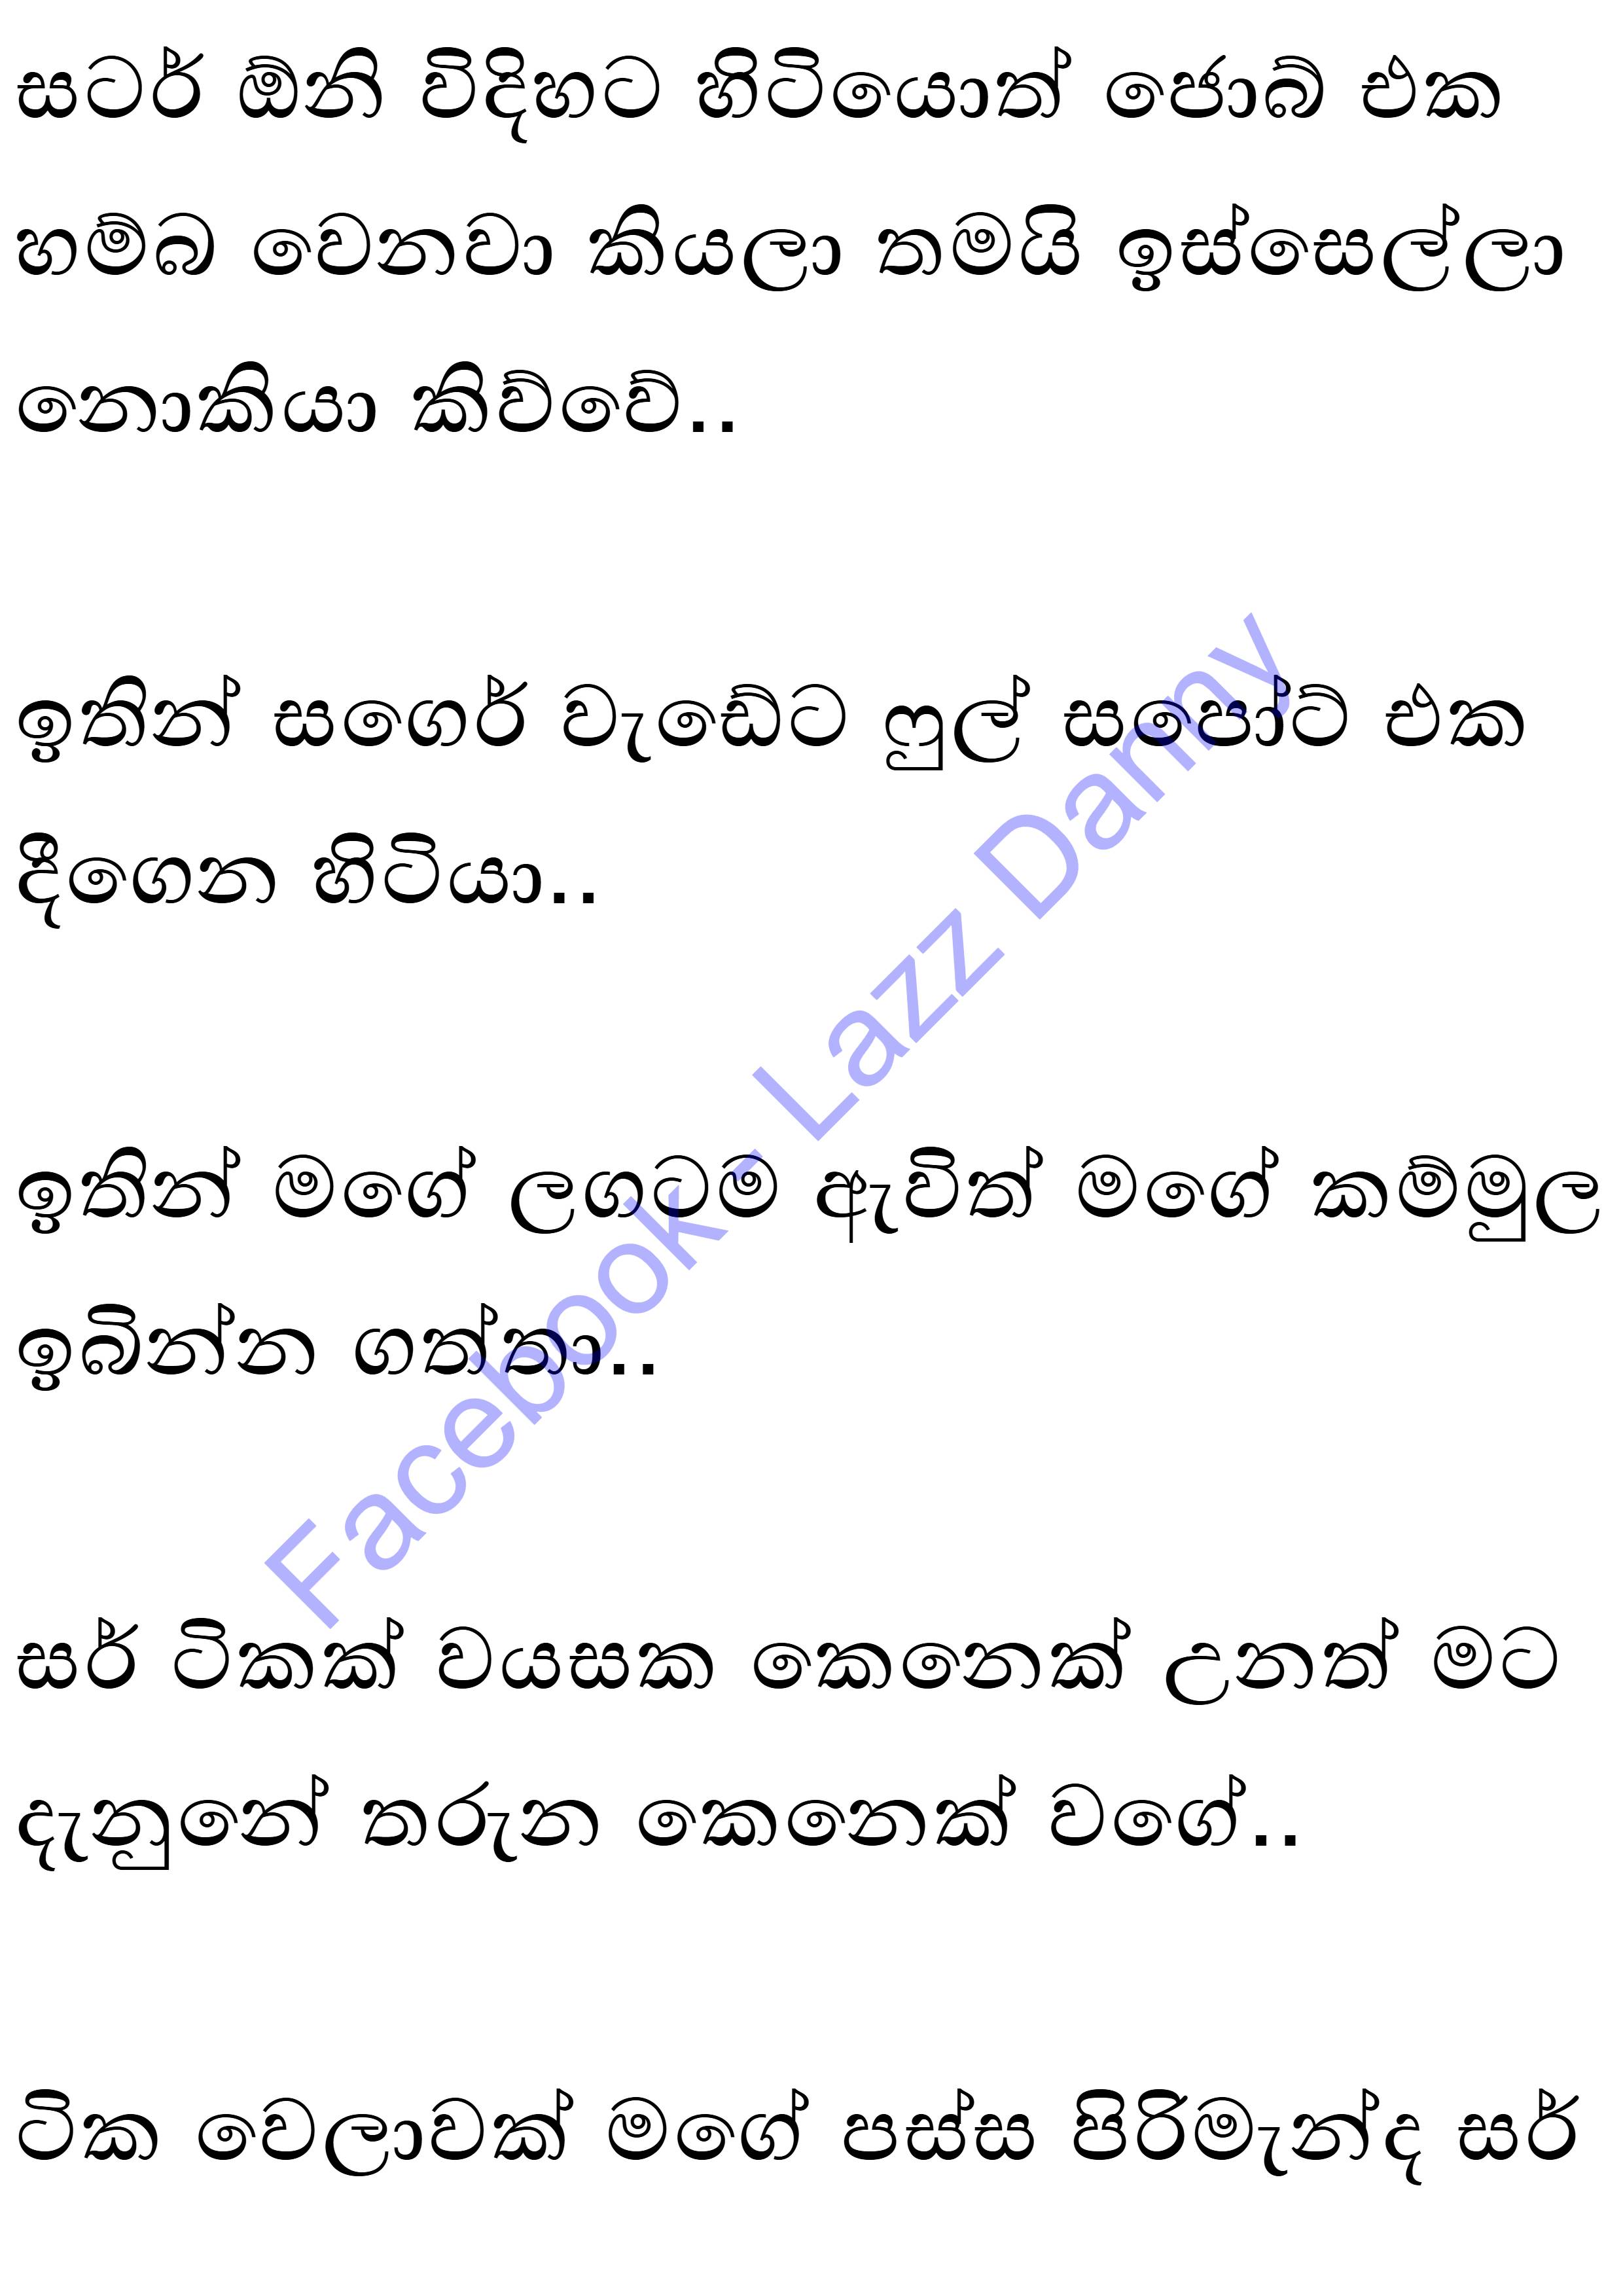 සටර් ඕනි විදිහට හිටියොත් ජොබ් එක
හම්බ වෙනවා කියලා තමයි ඉස්සෙල්ලා
නොකියා කිව්වේ..
ඉතින් සගෙර් වැඩේට ෆුල් සපෝට් එක
දීගෙන හිටියා..
ඉතින් මගේ ලගටම ඇවිත් මගේ කම්මුල
ඉබින්න ගත්තා..
සර් ටිකක් වයසක කෙනෙක් උනත් මට
දැනුනේ තරුන කෙනෙක් වගේ..
ටික වෙලාවක් මගේ පස්ස පිරිමැන්ද සර්
Facebook - Lazz Damy